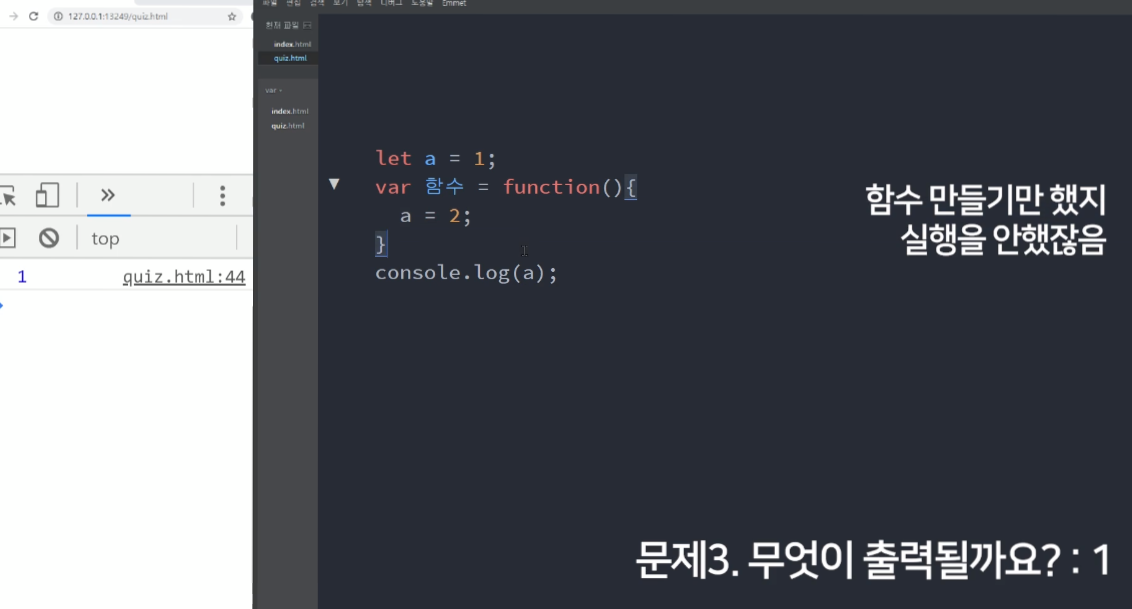 127.0.0.1:13249/quiz.html
파일 편집 검색 보기 탐색 디버그 도움말 Emmet
현재 파일
index.html
quiz.html
var
index.html
quiz.html
top
1 quiz.html:44
let a = 1;
var 함수 = function(){
a = 2;
}
console.log(a);
함수 만들기만 했지
실행을 안했잖음
문제3. 무엇이 출력될까요? : 1